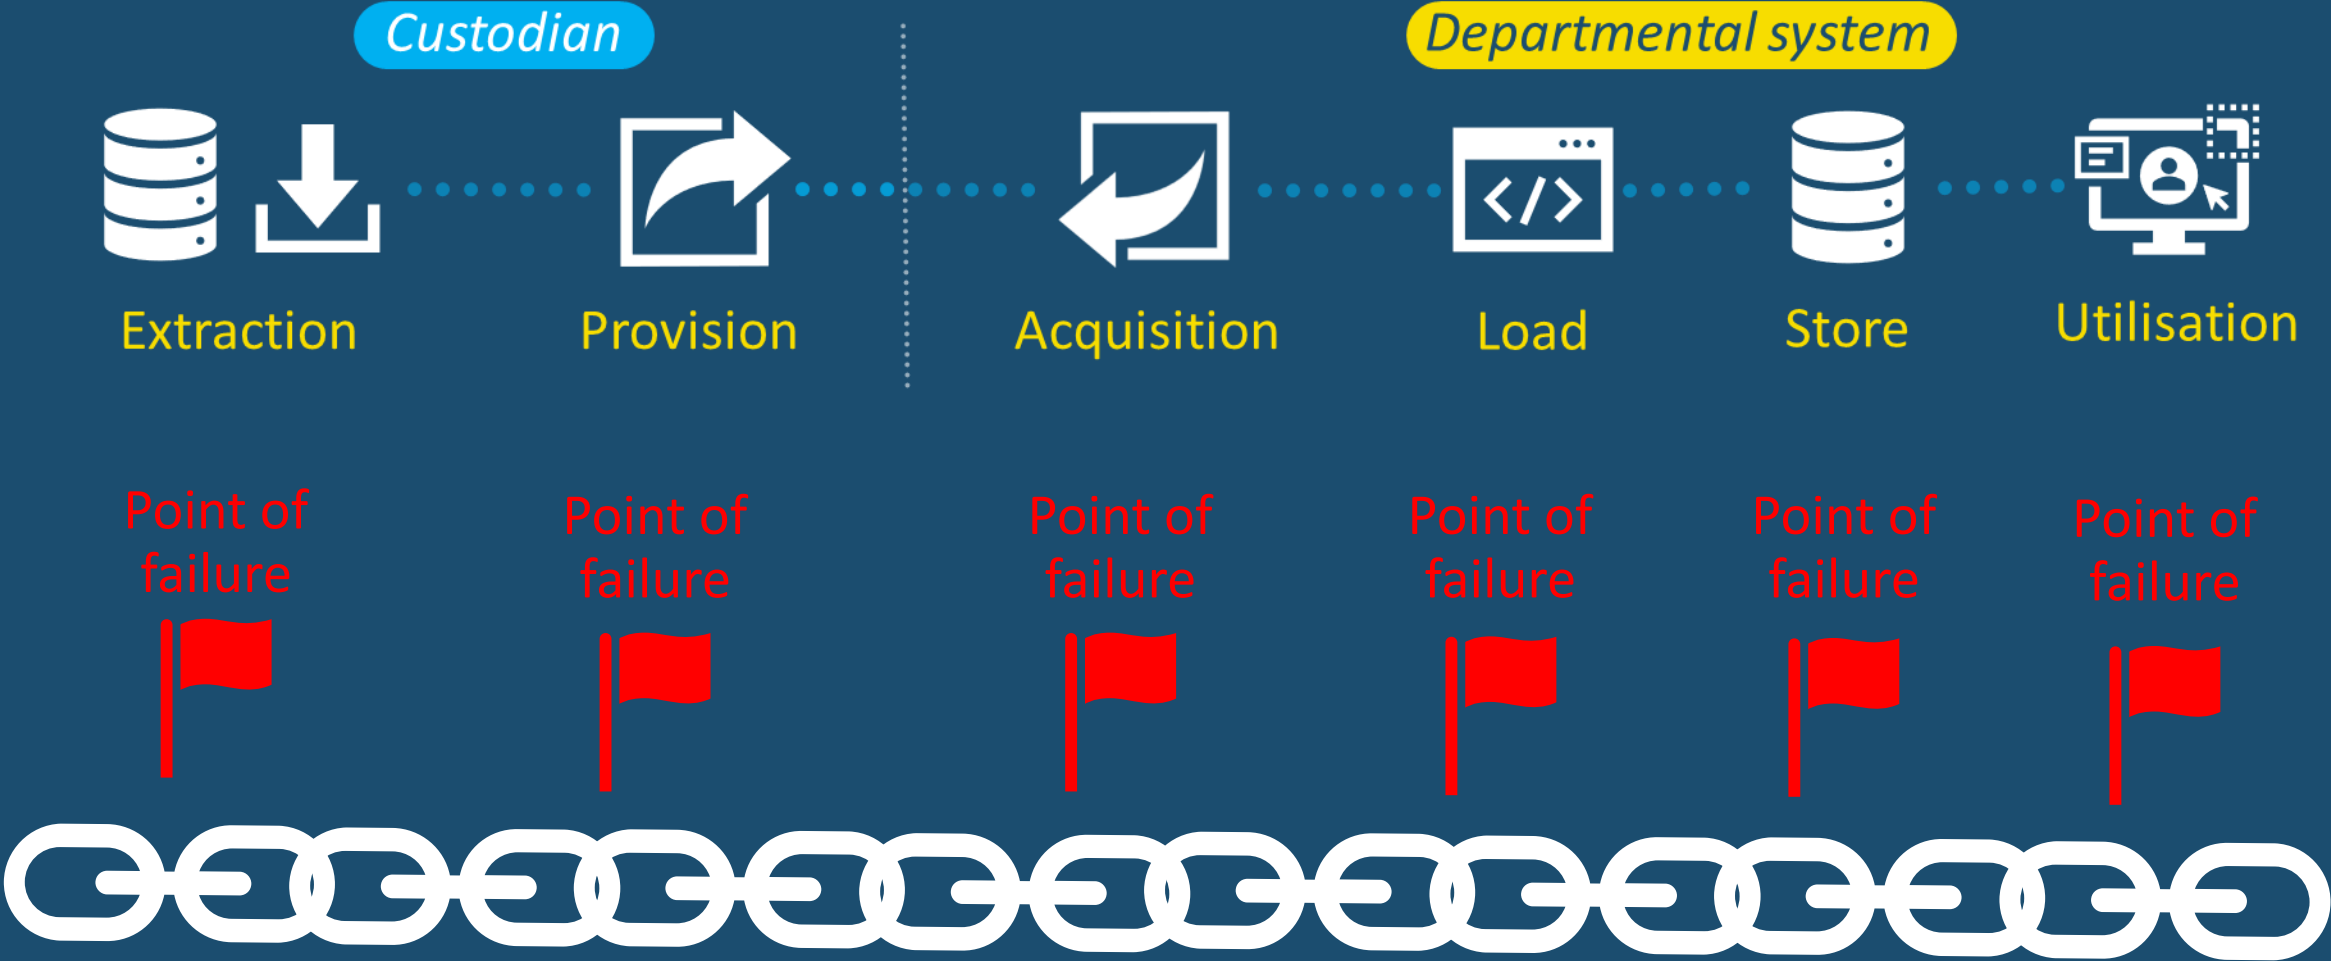 Custodian
Departmental system
</>
Extraction
Provision
Acquisition
Load
Store
Utilisation
Point of
failure
Point of
failure
Point of
failure
Point of
failure
Point of
failure
Point of
failure